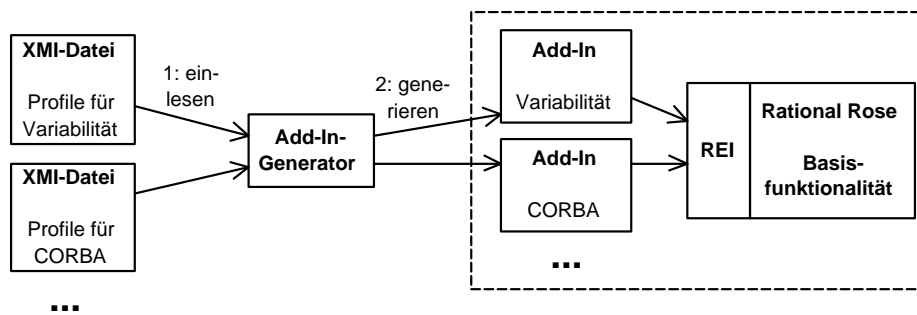 XMI-Datei
Profile für
Variabilität
XMI-Datei
Profile für
CORBA
...
1: ein-
lesen
Add-In-
Generator
2: gene-
rieren
Add-In
Variabilität
Add-In
CORBA
...
REI
Rational Rose
Basis-
funktionalität